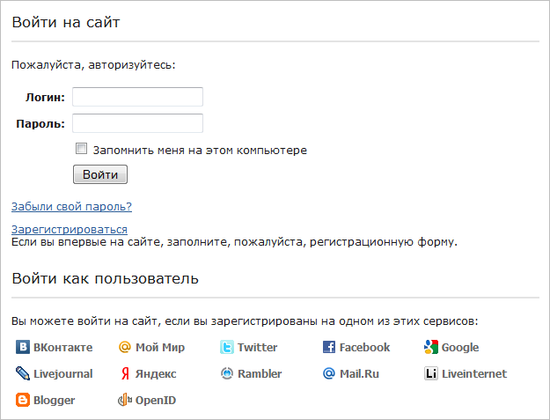 Войти на сайт
Пожалуйста, авторизуйтесь:
Логин:
Пароль:
Запомнить меня на этом компьютере
Войти
Забыли свой пароль?
Зарегистрироваться
Если вы впервые на сайте, заполните, пожалуйста, регистрационную форму.
Войти как пользователь
Вы можете войти на сайт, если вы зарегистрированы на одном из этих сервисов:
ВКонтакте Мой Мир Twitter Facebook Google
Livejournal Яндекс Rambler Mail.Ru Liveinternet
Blogger OpenID